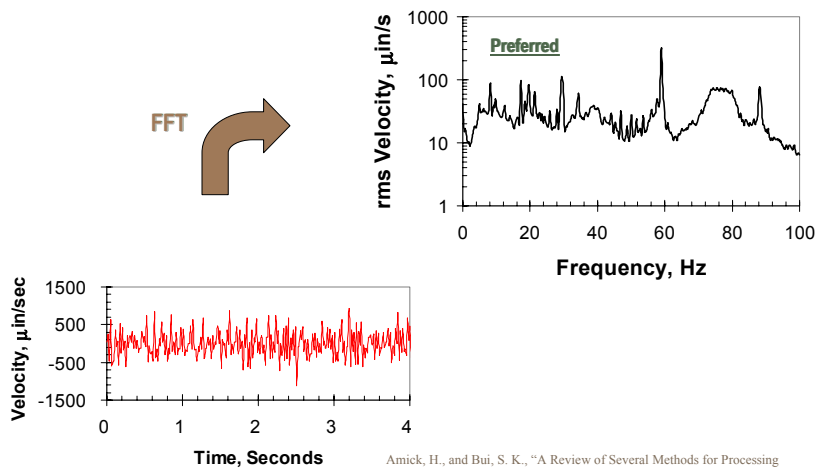 FFT
Preferred
rms Velocity, µin/s
1000
100
10
1
0 20 40 60 80 100
Frequency, Hz
Velocity, µin/sec
1500
500
-500
-1500
0 1 2 3 4
Time, Seconds
Amick, H., and Bui, S. K., “A Review of Several Methods for Processing